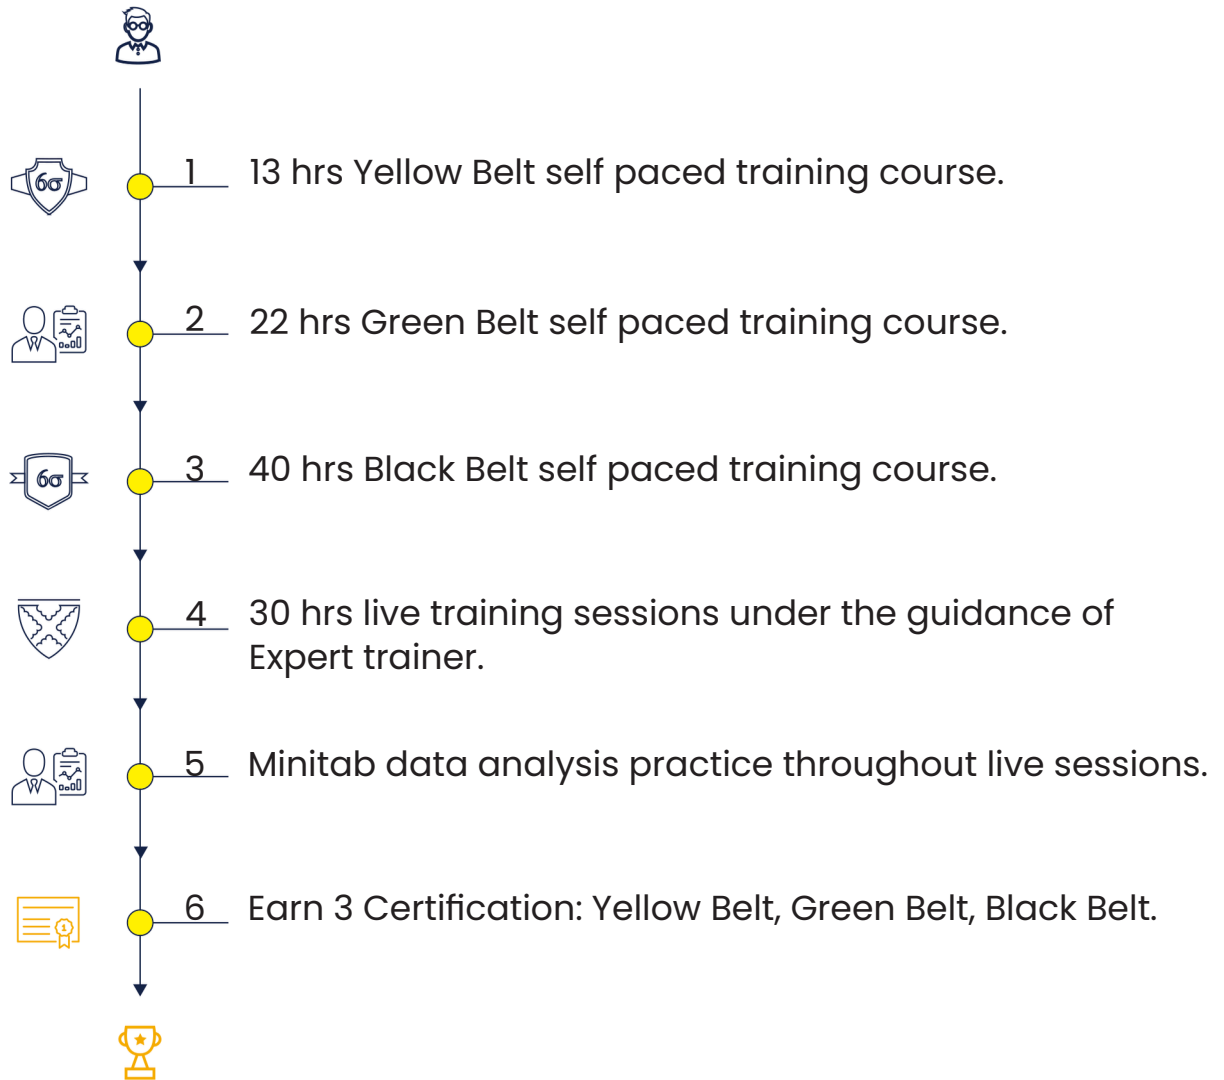 6σ
1 13 hrs Yellow Belt self paced training course.
2 22 hrs Green Belt self paced training course.
6σ
3 40 hrs Black Belt self paced training course.
4 30 hrs live training sessions under the guidance of
Expert trainer.
5 Minitab data analysis practice throughout live sessions.
6 Earn 3 Certification: Yellow Belt, Green Belt, Black Belt.
1